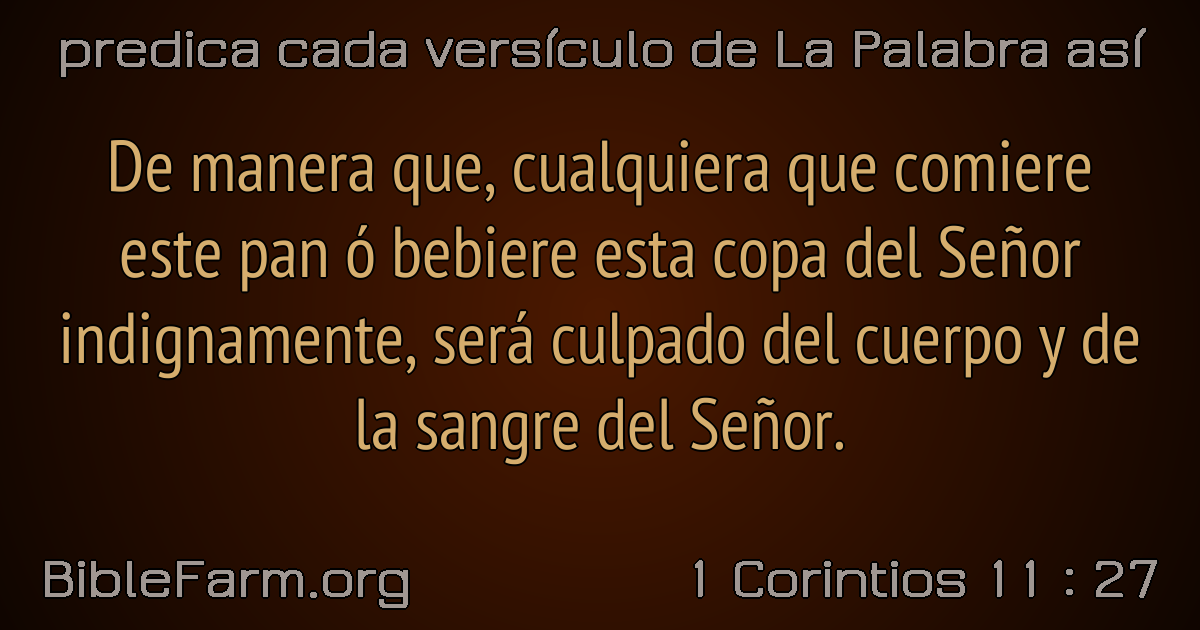 predica cada versículo de La Palabra así
De manera que, cualquiera que comiere
este pan ó bebiere esta copa del Señor
indignamente, será culpado del cuerpo y de
la sangre del Señor.
BibleFarm.org
1 Corintios 11 : 27